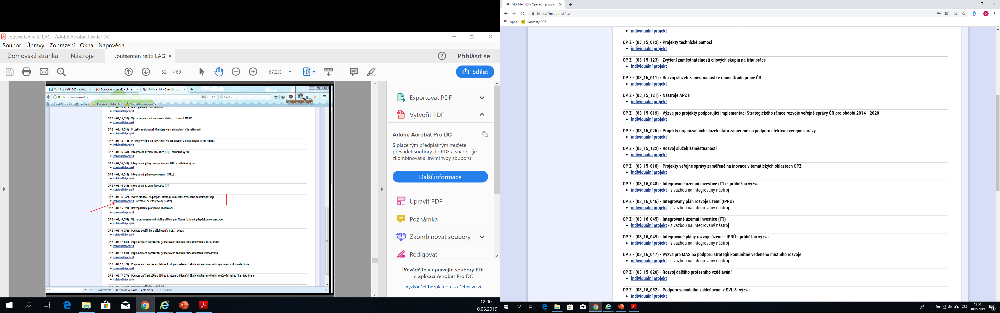 Joutsenten reitti LAG - Adobe Acrobat Reader DC
Soubor Úpravy Zobrazení Okna Nápověda
Domovská stránka Nástroje Joutsenten reitti LAG × Přihlásit se
52 / 60 67,2% Sdílet
Volný.cz Mail - 340 nepřečt... × Doručená pošta (1) - pinka... × ISKP14+ : 03 - Operační pr... × +
https://mseu.mssf.cz 90% Hledat
Nejnavštěvovanější Jak začít Novinky.cz - Hlavní st... Semináře - www.esfcr...
OP Z - (03_15_122) - Rozvoj služeb zaměstnanosti
individuální projekt
OP Z - (03_15_038) - Výzva pro zařízení sociálních služeb, zřizovaná MPSV
individuální projekt
OP Z - (03_15_039) - Projekty realizované Ministerstvem zdravotnictví (systémové)
individuální projekt
OP Z - (03_15_018) - Projekty veřejné správy zaměřené na inovace v tematických oblastech OPZ
individuální projekt
OP Z - (03_16_048) - Integrované územní investice (ITI) - průběžná výzva
individuální projekt
OP Z - (03_16_049) - Integrované plány rozvoje území - IPRÚ - průběžná výzva
individuální projekt
OP Z - (03_16_046) - Integrovaný plán rozvoje území (IPRÚ)
individuální projekt
OP Z - (03_16_045) - Integrované územní investice (ITI)
individuální projekt
OP Z - (03_16_047) - Výzva pro MAS na podporu strategií komunitně vedeného místního rozvoje
individuální projekt - s vazbou na integrovaný nástroj
OP Z - (03_15_020) - Rozvoj dalšího profesního vzdělávání
individuální projekt
OP Z - (03_16_054) - Výzva pro organizační složky státu a jimi řízené / zřízené příspěvkové organizace
individuální projekt
OP Z - (03_16_052) - Podpora sociálního začleňování v SVL 3. výzva
individuální projekt
OP Z - (03_17_131) - Implementace doporučení genderového auditu u zaměstnavatelů v hl. m. Praze
individuální projekt
OP Z - (03_17_130) - Implementace doporučení genderového auditu u zaměstnavatelů mimo Prahu
individuální projekt
OP Z - (03_17_078) - Podpora zařízení péče o děti na 1. stupni základních škol v době mimo školní vyučování v hl. městě Praze
individuální projekt
OP Z - (03_17_077) - Podpora zařízení péče o děti na 1. stupni základních škol v době mimo školní vyučování mimo hl. město Prahu
individuální projekt
47 Zvýraznit vše Rozlišovat velikost Celá slova 1. z 1 výskytu
Exportovat PDF
Vytvořit PDF
Adobe Acrobat Pro DC
S placeným předplatným můžete
převádět soubory do PDF a snadno je
zkombinovat s jinými typy souborů
Další informace
Upravit PDF
Poznámka
Zkombinovat soubory
Redigovat
Převádějte a upravujte soubory PDF
s aplikací Acrobat Pro DC
Vyzkoušet bezplatnou zkušební verzi
12:00
10.05.2019
ISKP14+ : 03 - Operační program × +
https://mseu.mssf.cz
Apps Kontakty OPZ
individuální projekt
OP Z - (03_15_012) - Projekty technické pomoci
individuální projekt
OP Z - (03_15_123) - Zvýšení zaměstnatelnosti cílových skupin na trhu práce
individuální projekt
OP Z - (03_15_011) - Rozvoj služeb zaměstnanosti v rámci Úřadu práce ČR
individuální projekt
OP Z - (03_15_121) - Nástroje APZ II
individuální projekt
OP Z - (03_15_019) - Výzva pro projekty podporující implementaci Strategického rámce rozvoje veřejné správy ČR pro období 2014 - 2020
individuální projekt
OP Z - (03_15_025) - Projekty organizačních složek státu zaměřené na podporu efektivní veřejné správy
individuální projekt
OP Z - (03_15_122) - Rozvoj služeb zaměstnanosti
individuální projekt
OP Z - (03_15_018) - Projekty veřejné správy zaměřené na inovace v tematických oblastech OPZ
individuální projekt
OP Z - (03_16_048) - Integrované územní investice (ITI) - průběžná výzva
individuální projekt - s vazbou na integrovaný nástroj
OP Z - (03_16_046) - Integrovaný plán rozvoje území (IPRÚ)
individuální projekt - s vazbou na integrovaný nástroj
OP Z - (03_16_045) - Integrované územní investice (ITI)
individuální projekt - s vazbou na integrovaný nástroj
OP Z - (03_16_049) - Integrované plány rozvoje území - IPRÚ - průběžná výzva
individuální projekt - s vazbou na integrovaný nástroj
OP Z - (03_16_047) - Výzva pro MAS na podporu strategií komunitně vedeného místního rozvoje
individuální projekt - s vazbou na integrovaný nástroj
OP Z - (03_15_020) - Rozvoj dalšího profesního vzdělávání
individuální projekt
OP Z - (03_16_052) - Podpora sociálního začleňování v SVL 3. výzva
individuální projekt
CES 12:00
10.05.2019